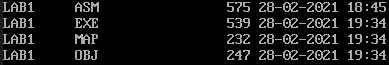 LAB1 ASM 575 28-02-2021 18:45
LAB1 EXE 539 28-02-2021 19:34
LAB1 MAP 232 28-02-2021 19:34
LAB1 OBJ 247 28-02-2021 19:34